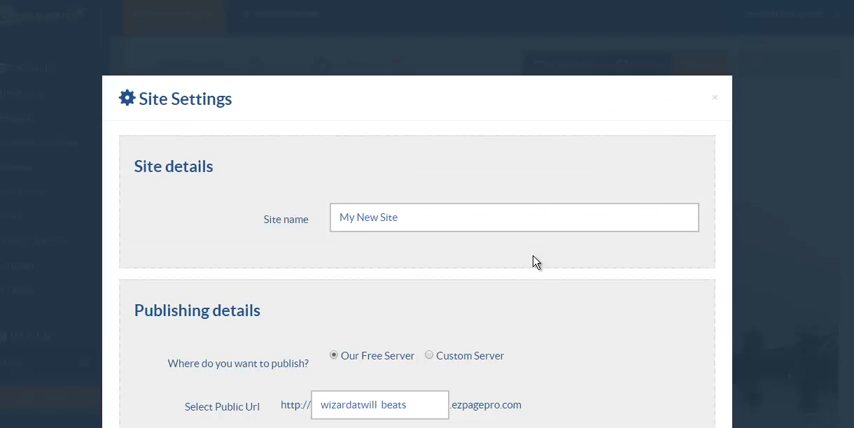 Site Settings
×
Site details
Site name My New Site
Publishing details
Where do you want to publish? Our Free Server Custom Server
Select Public Url http:// wizardatwill beats .ezpagepro.com